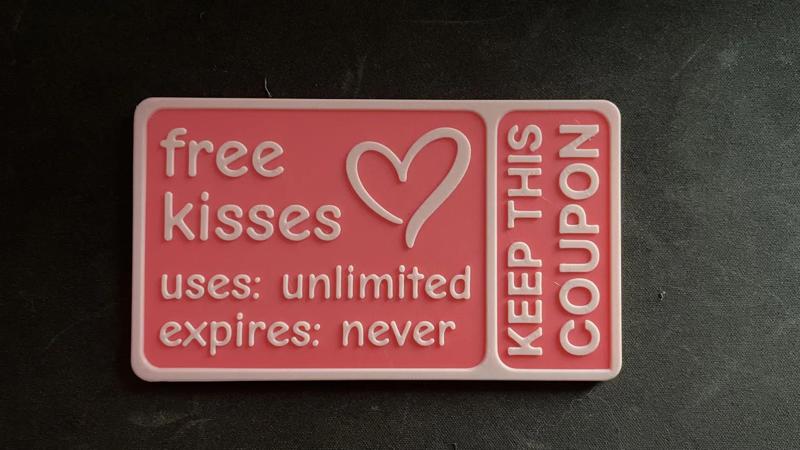 free
kisses
uses: unlimited
expires: never
KEEP THIS
COUPON